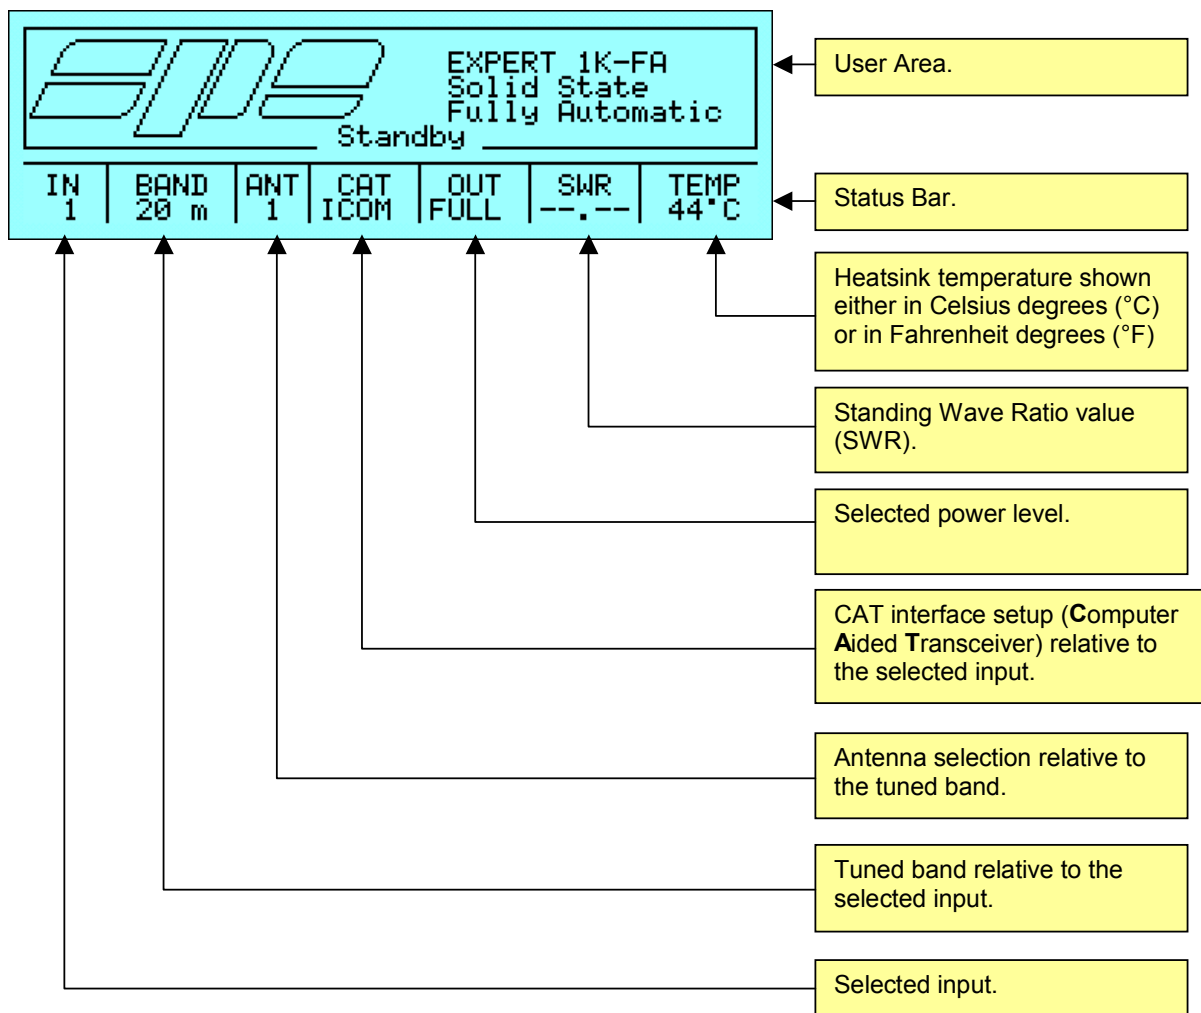 spe
EXPERT 1K-FA
Solid State
Fully Automatic
Standby
IN BAND ANT CAT OUT SWR TEMP
1 20 m 1 ICOM FULL --.-- 44°C
User Area.
Status Bar.
Heatsink temperature shown
either in Celsius degrees (°C)
or in Fahrenheit degrees (°F)
Standing Wave Ratio value
(SWR).
Selected power level.
CAT interface setup (Computer
Aided Transceiver) relative to
the selected input.
Antenna selection relative to
the tuned band.
Tuned band relative to the
selected input.
Selected input.